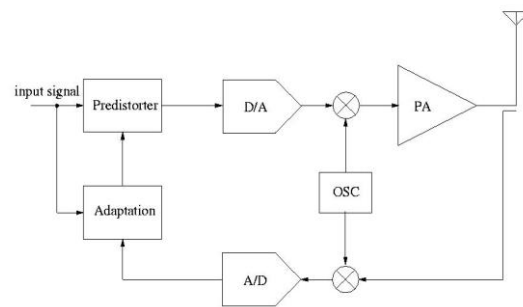 input signal
Predistorter
D/A
PA
OSC
Adaptation
A/D